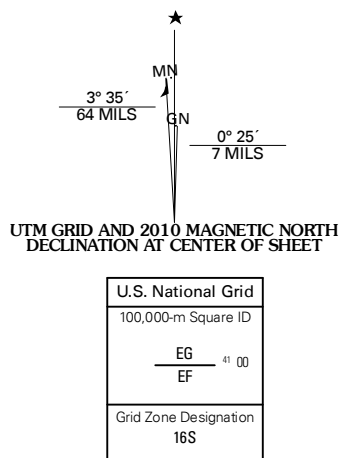 ★
MN
3° 35´
64 MILS
GN
0° 25´
7 MILS
UTM GRID AND 2010 MAGNETIC NORTH
DECLINATION AT CENTER OF SHEET
U.S. National Grid
100,000-m Square ID
EG
41 00
EF
Grid Zone Designation
16S